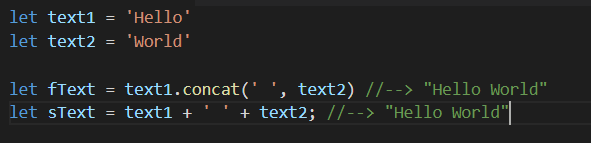 let text1 = 'Hello'
let text2 = 'World'
let fText = text1.concat(' ', text2) //--> "Hello World"
let sText = text1 + ' ' + text2; //--> "Hello World"